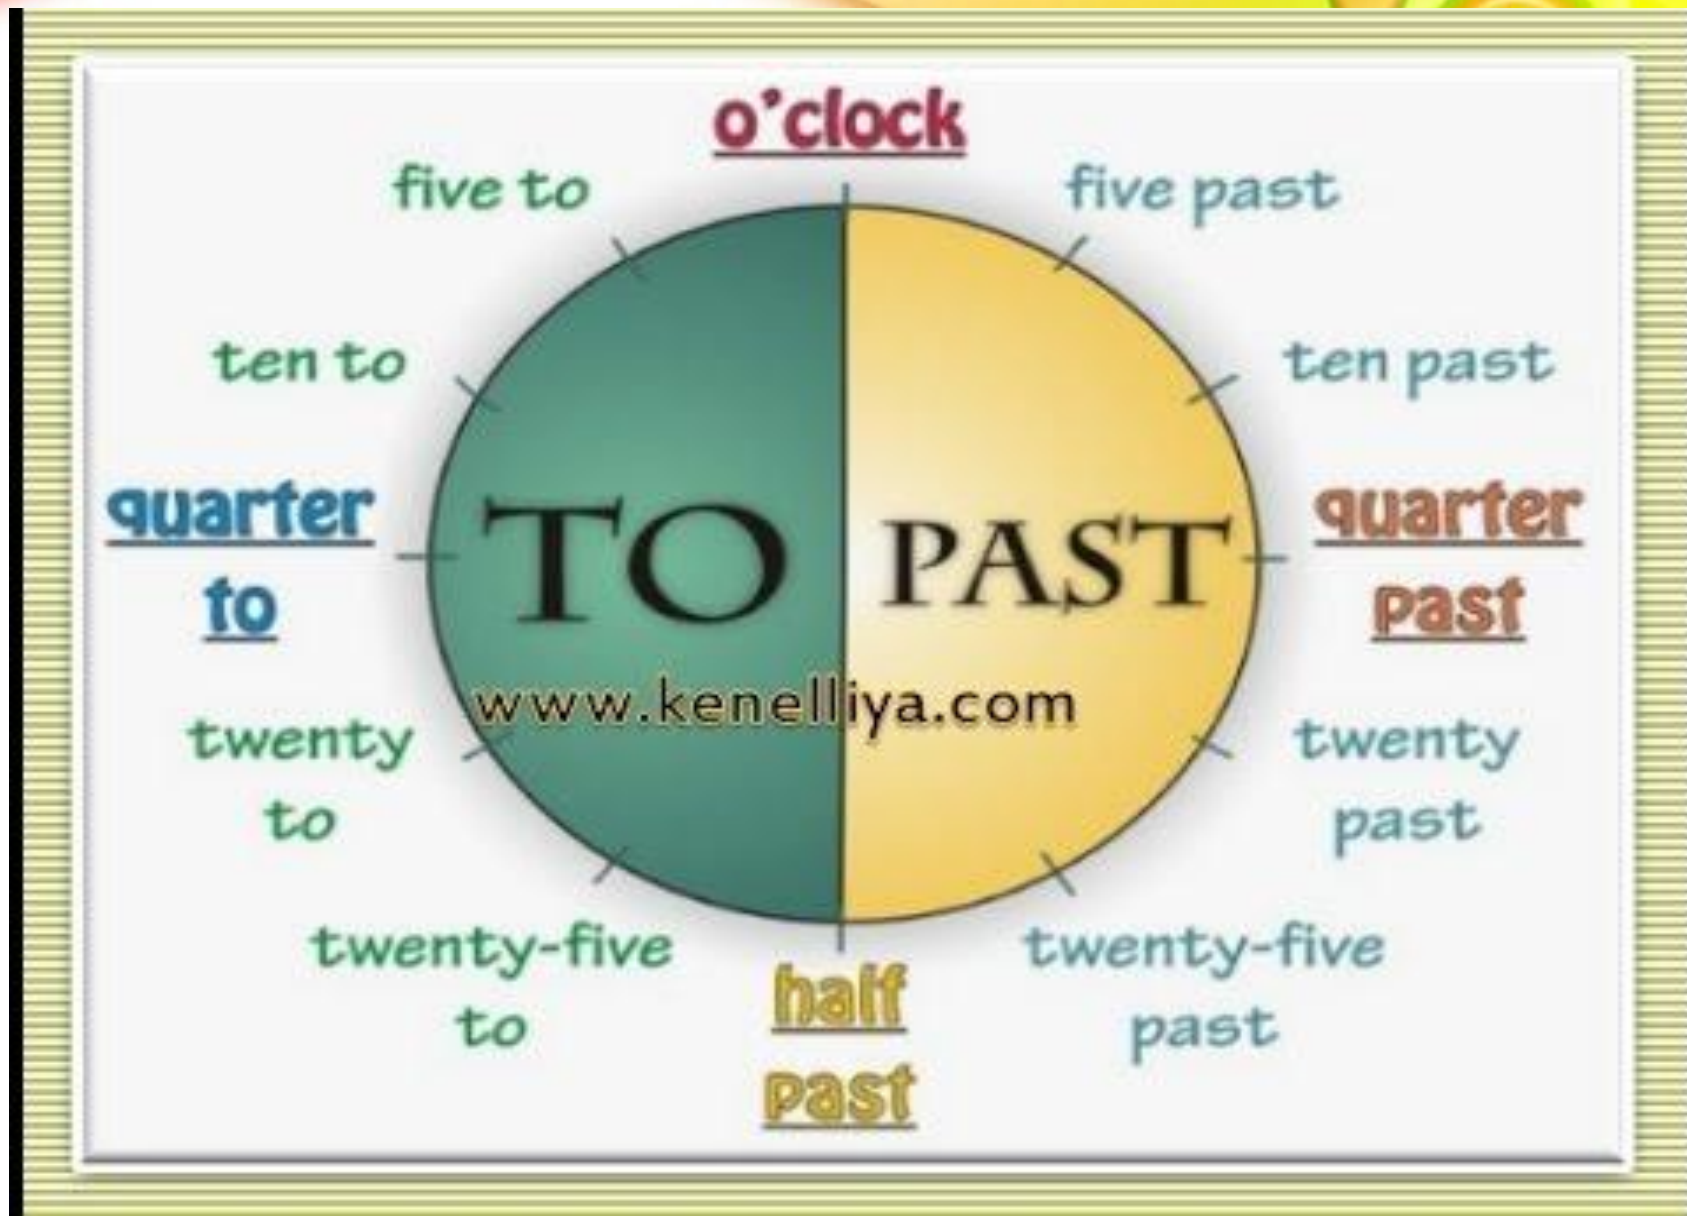 o'clock
five past
ten past
quarter
past
twenty
past
twenty-five
past
half
past
twenty-five
to
twenty
to
quarter
to
ten to
five to
TO PAST
www.kenelliya.com